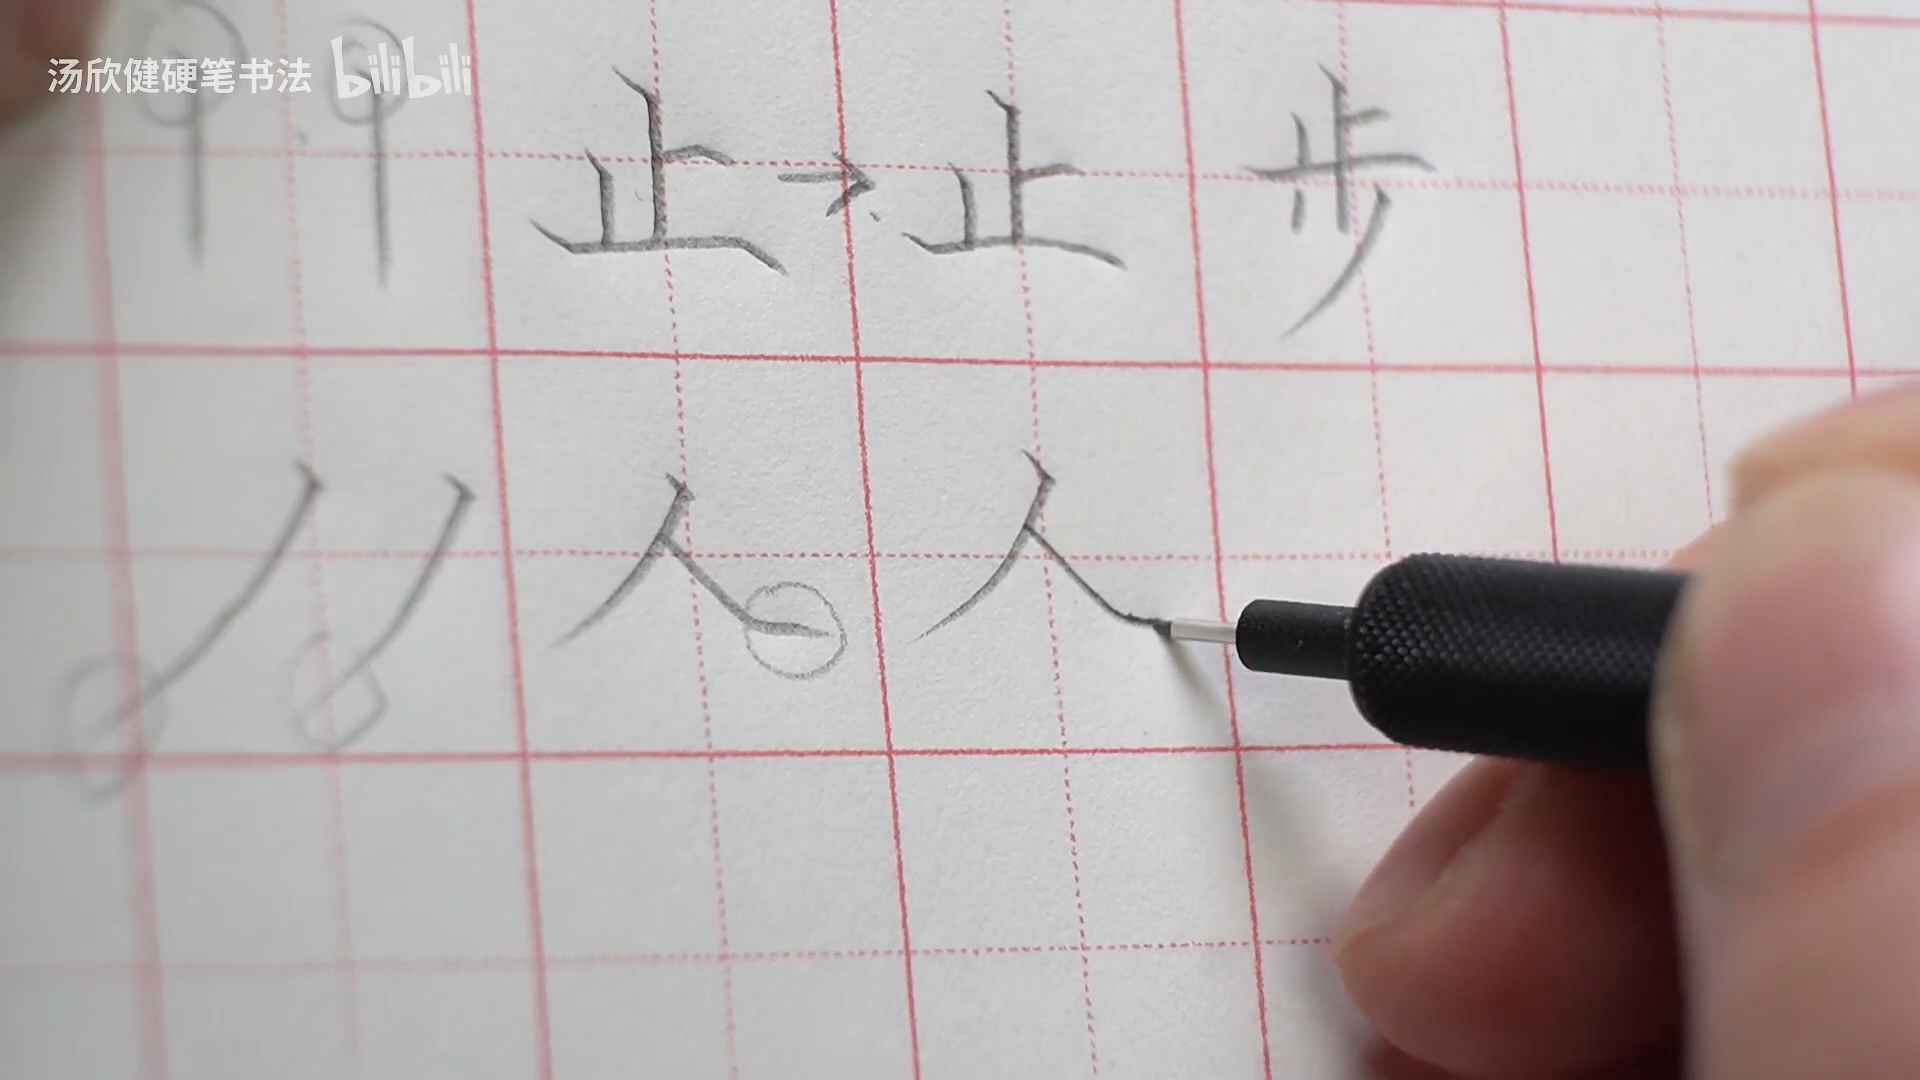 汤欣健硬笔书法 bilibili
止→止 步
人 人